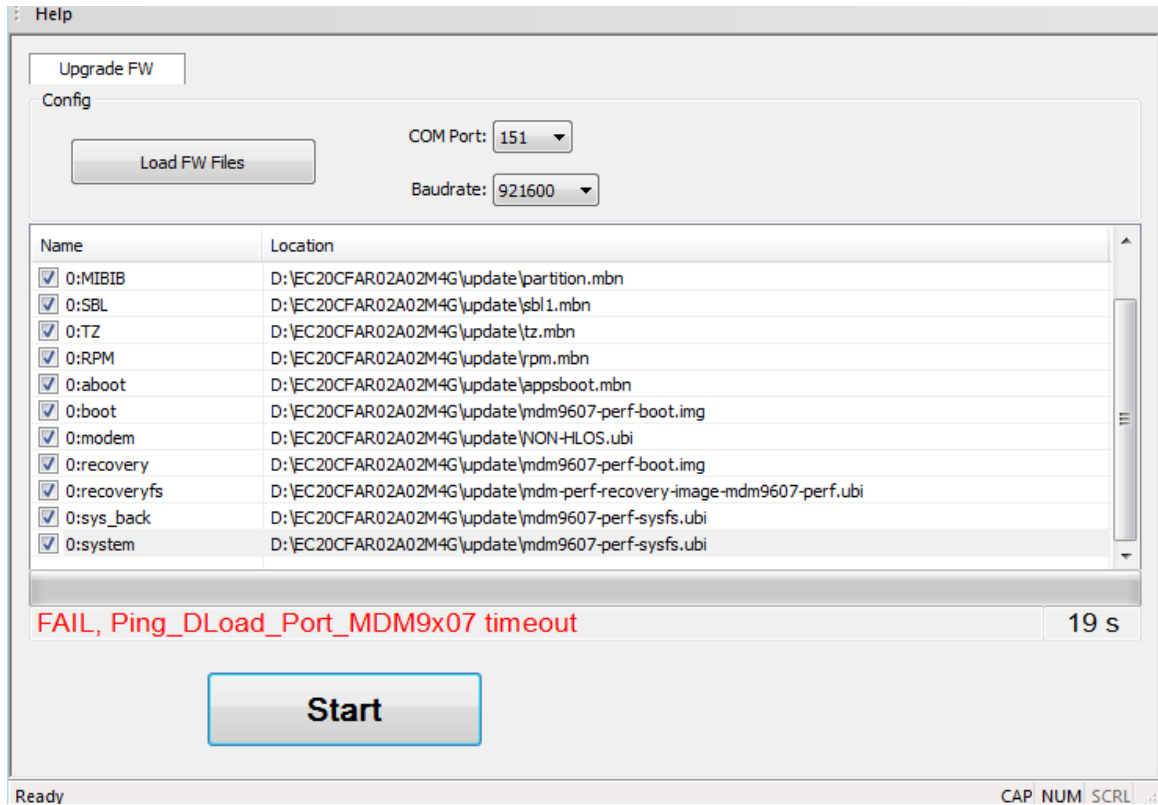 Help
Upgrade FW
Config
Load FW Files
COM Port: 151
Baudrate: 921600
Name Location
0:MIBIB D:\EC20CFAR02A02M4G\update\partition.mbn
0:SBL D:\EC20CFAR02A02M4G\update\sbl1.mbn
0:TZ D:\EC20CFAR02A02M4G\update\tz.mbn
0:RPM D:\EC20CFAR02A02M4G\update\rpm.mbn
0:aboot D:\EC20CFAR02A02M4G\update\appsboot.mbn
0:boot D:\EC20CFAR02A02M4G\update\mdm9607-perf-boot.img
0:modem D:\EC20CFAR02A02M4G\update\NON-HLOS.ubi
0:recovery D:\EC20CFAR02A02M4G\update\mdm9607-perf-boot.img
0:recoveryfs D:\EC20CFAR02A02M4G\update\mdm-perf-recovery-image-mdm9607-perf.ubi
0:sys_back D:\EC20CFAR02A02M4G\update\mdm9607-perf-sysfs.ubi
0:system D:\EC20CFAR02A02M4G\update\mdm9607-perf-sysfs.ubi
FAIL, Ping_DLoad_Port_MDM9x07 timeout 19 s
Start
Ready CAP NUM SCRL